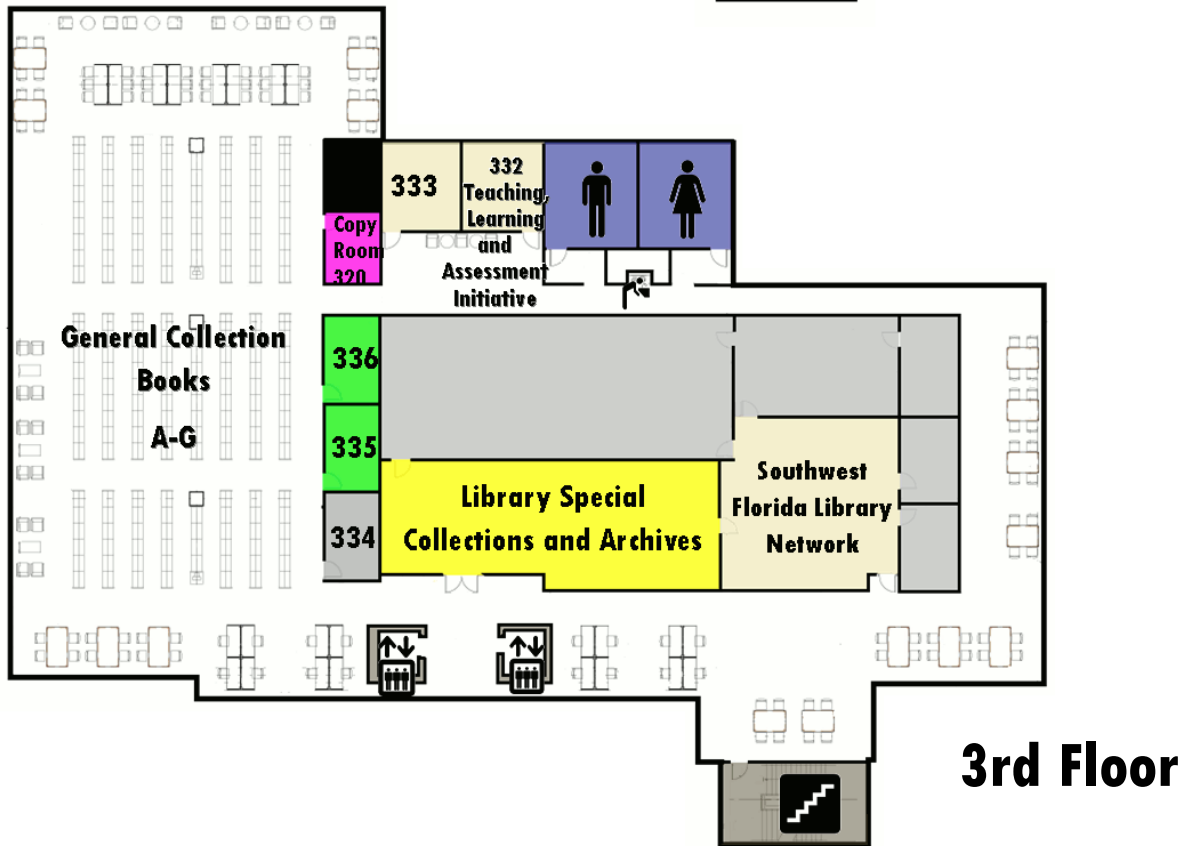 333
332
Teaching,
Learning
and
Assessment
Initiative
Copy
Room
320
General Collection
Books
A-G
336
335
334
Library Special
Collections and Archives
Southwest
Florida Library
Network
3rd Floor